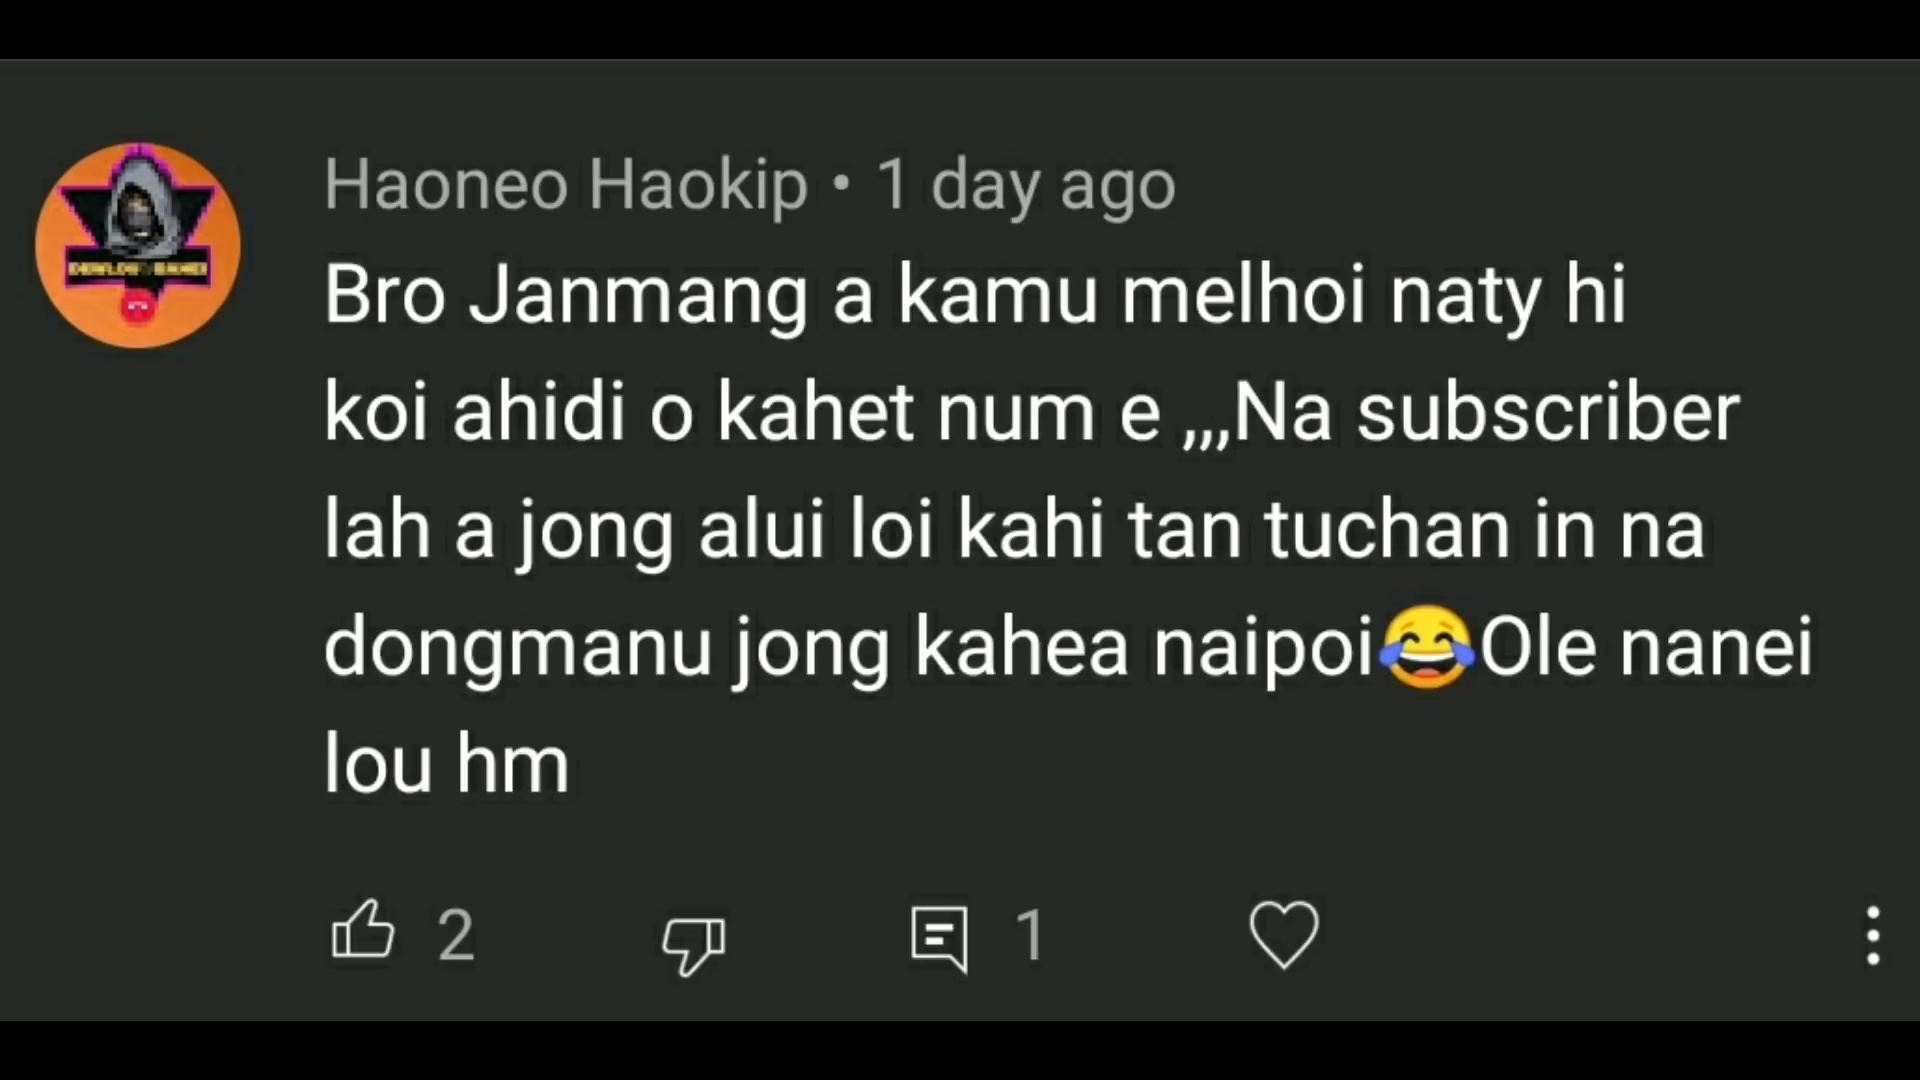 Haoneo Haokip • 1 day ago
Bro Janmang a kamu melhoi naty hi
koi ahidi o kahet num e ,,,Na subscriber
lah a jong alui loi kahi tan tuchan in na
dongmanu jong kahea naipoi😂Ole nanei
lou hm
2
1